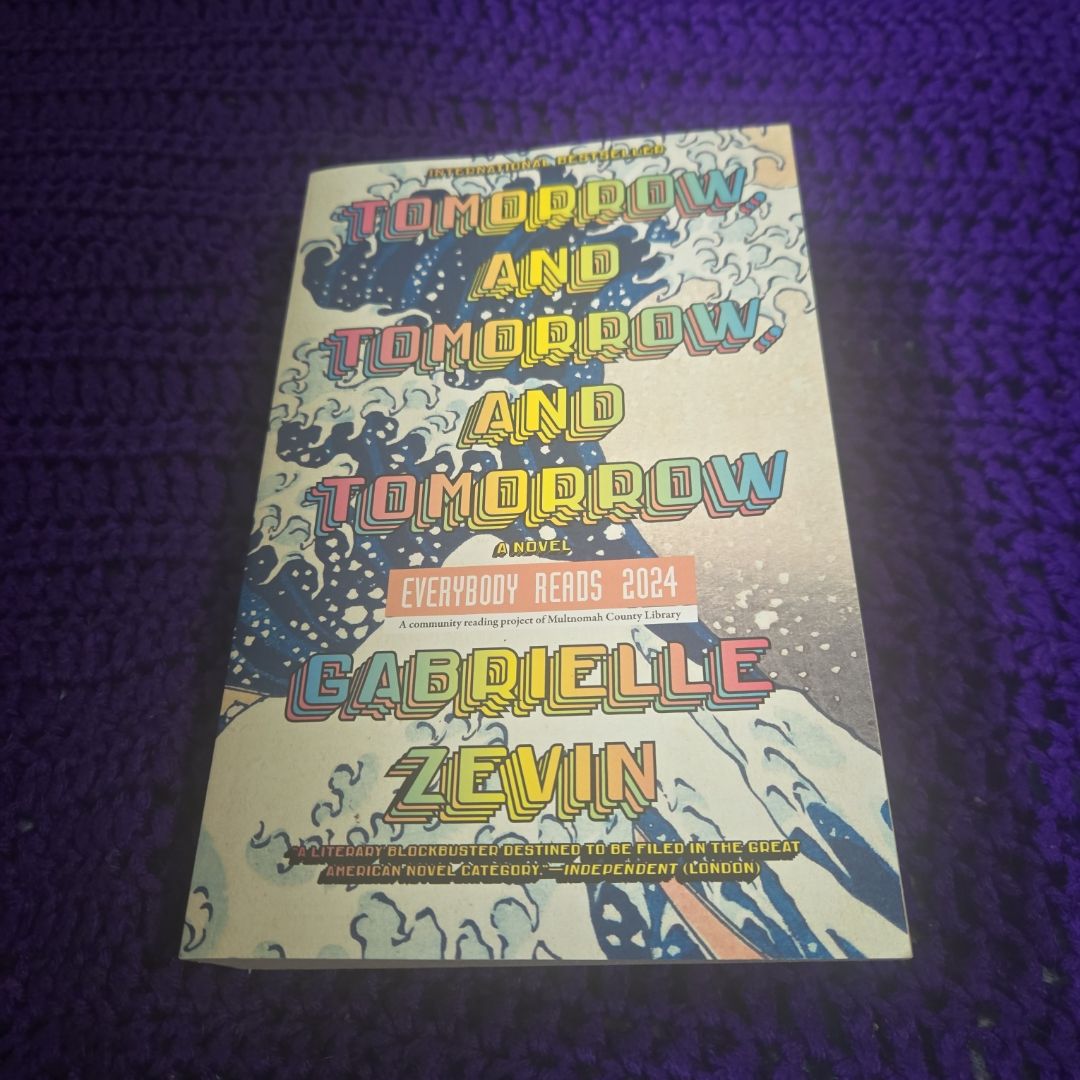 INTERNATIONAL BESTSELLER
TOMORROW,
AND
TOMORROW,
AND
TOMORROW
A NOVEL
EVERYBODY READS 2024
A community reading project of Multnomah County Library
GABRIELLE
ZEVIN
"A LITERARY BLOCKBUSTER DESTINED TO BE FILED IN THE GREAT
AMERICAN NOVEL CATEGORY."—INDEPENDENT (LONDON)